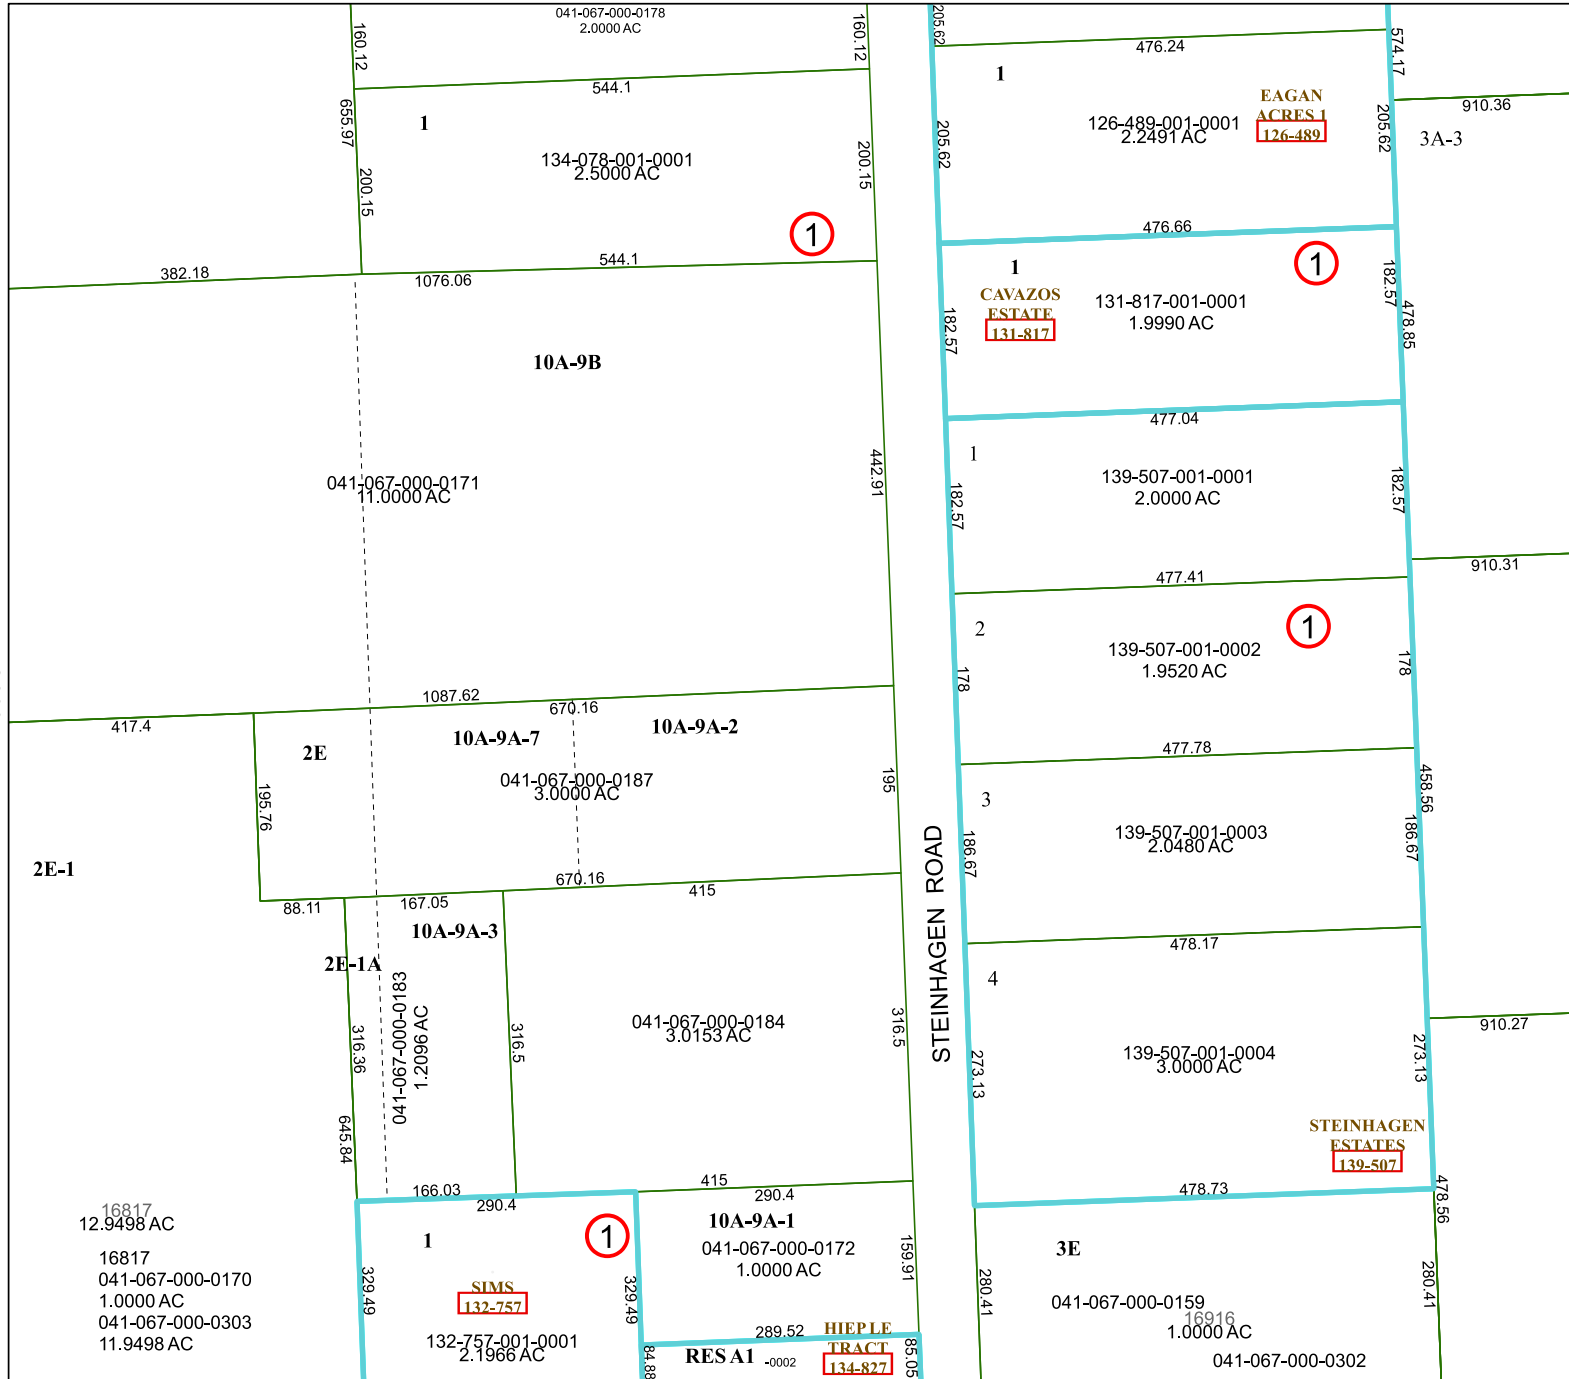 041-067-000-0178
2.0000 AC
160.12
160.12
544.1
655.97
200.15
200.15
1
134-078-001-0001
2.5000 AC
1
382.18
544.1
1076.06
10A-9B
041-067-000-0171
11.0000 AC
442.91
1087.62
670.16
417.4
2E
10A-9A-7
10A-9A-2
041-067-000-0187
3.0000 AC
195.76
195
2E-1
670.16
415
88.11
167.05
10A-9A-3
2E-1A
041-067-000-0183
1.2096 AC
316.36
316.5
041-067-000-0184
3.0153 AC
316.5
645.84
166.03
290.4
415
290.4
16817
12.9498 AC
16817
041-067-000-0170
1.0000 AC
041-067-000-0303
11.9498 AC
1
1
SIMS
132-757
132-757-001-0001
2.1966 AC
329.49
329.49
10A-9A-1
041-067-000-0172
1.0000 AC
159.91
289.52
HIEP LE
TRACT
134-827
RES A1
-0002
84.88
85.05
STEINHAGEN ROAD
205.62
476.24
574.17
1
126-489-001-0001
2.2491 AC
EAGAN
ACRES 1
126-489
205.62
205.62
910.36
3A-3
476.66
1
1
CAVAZOS
ESTATE
131-817
131-817-001-0001
1.9990 AC
182.57
182.57
478.85
477.04
1
139-507-001-0001
2.0000 AC
182.57
182.57
477.41
910.31
2
1
139-507-001-0002
1.9520 AC
178
178
477.78
3
139-507-001-0003
2.0480 AC
186.67
458.56
186.67
478.17
4
139-507-001-0004
3.0000 AC
273.13
273.13
910.27
STEINHAGEN
ESTATES
139-507
478.73
478.56
3E
041-067-000-0159
16916
1.0000 AC
041-067-000-0302
280.41
280.41